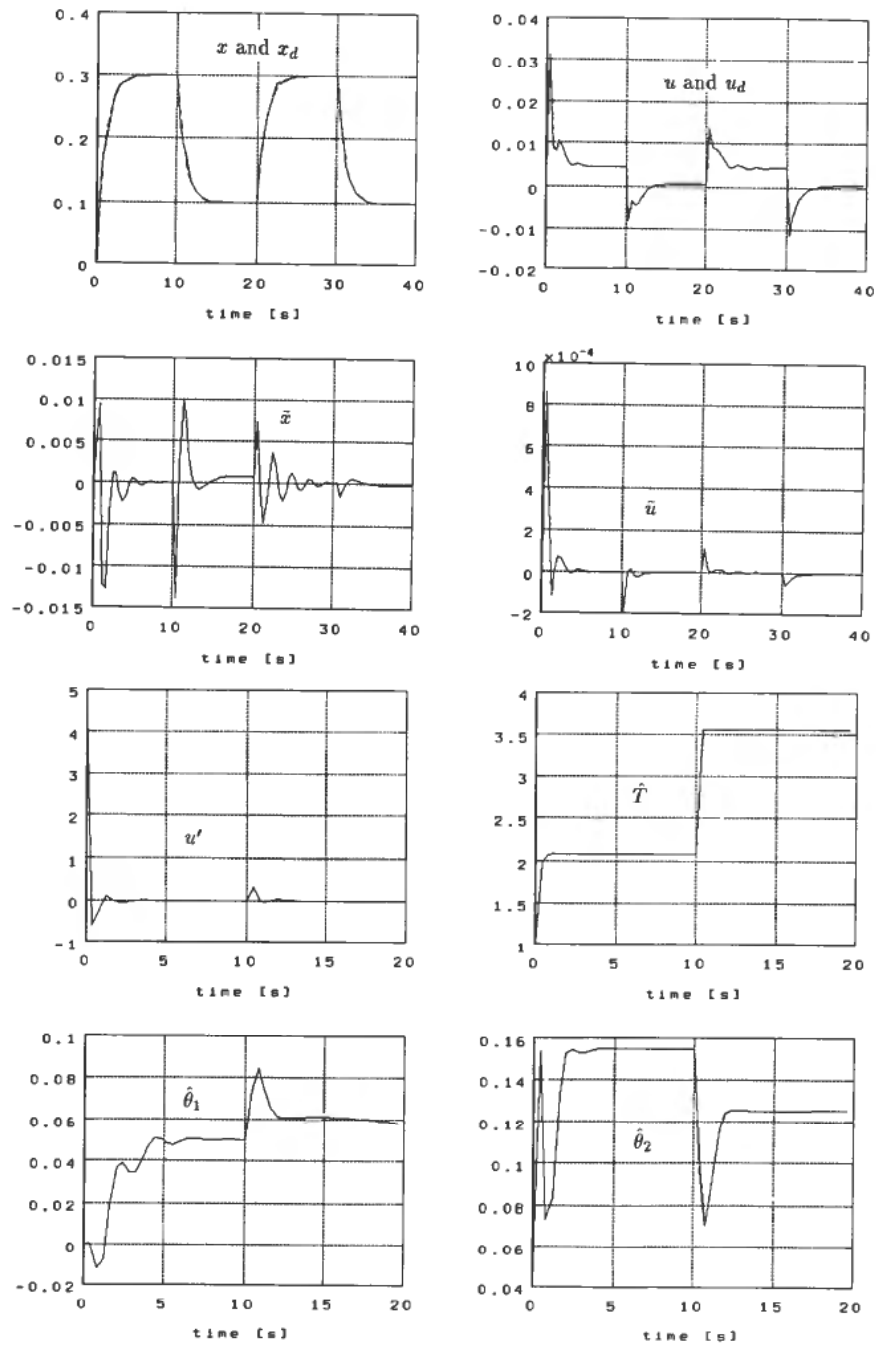 x and x_d
0.4
0.3
0.2
0.1
0
0 10 20 30 40
time [s]
u and u_d
0.04
0.03
0.02
0.01
0
-0.01
-0.02
0 10 20 30 40
time [s]
x̃
0.015
0.01
0.005
0
-0.005
-0.01
-0.015
0 10 20 30 40
time [s]
×10⁻⁴
ũ
10
8
6
4
2
0
-2
0 10 20 30 40
time [s]
u′
5
4
3
2
1
0
-1
0 5 10 15 20
time [s]
T̂
4
3.5
3
2.5
2
1.5
1
0 5 10 15 20
time [s]
θ̂₁
0.1
0.08
0.06
0.04
0.02
0
-0.02
0 5 10 15 20
time [s]
θ̂₂
0.16
0.14
0.12
0.1
0.08
0.06
0.04
0 5 10 15 20
time [s]